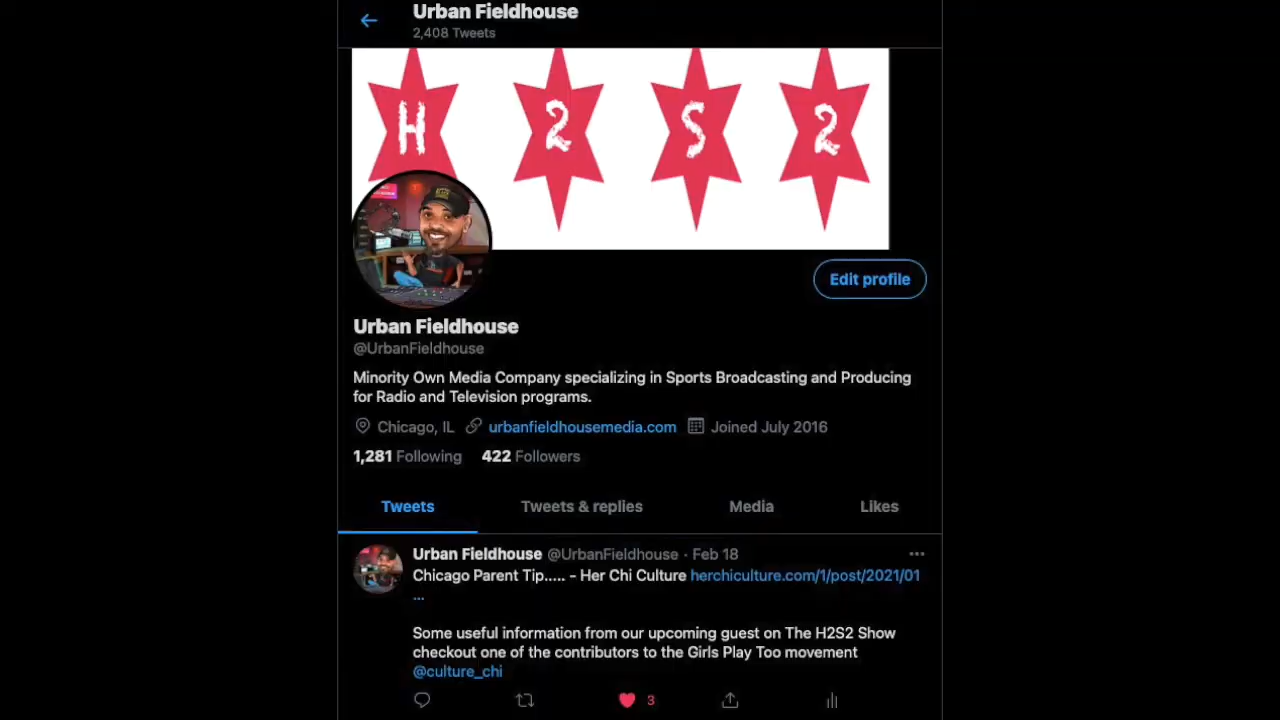 Urban Fieldhouse
2,408 Tweets
H 2 S 2
Edit profile
Urban Fieldhouse
@UrbanFieldhouse
Minority Own Media Company specializing in Sports Broadcasting and Producing
for Radio and Television programs.
Chicago, IL urbanfieldhousemedia.com Joined July 2016
1,281 Following 422 Followers
Tweets Tweets & replies Media Likes
Urban Fieldhouse @UrbanFieldhouse · Feb 18
Chicago Parent Tip..... - Her Chi Culture herchiculture.com/1/post/2021/01
...
Some useful information from our upcoming guest on The H2S2 Show
checkout one of the contributors to the Girls Play Too movement
@culture_chi
3